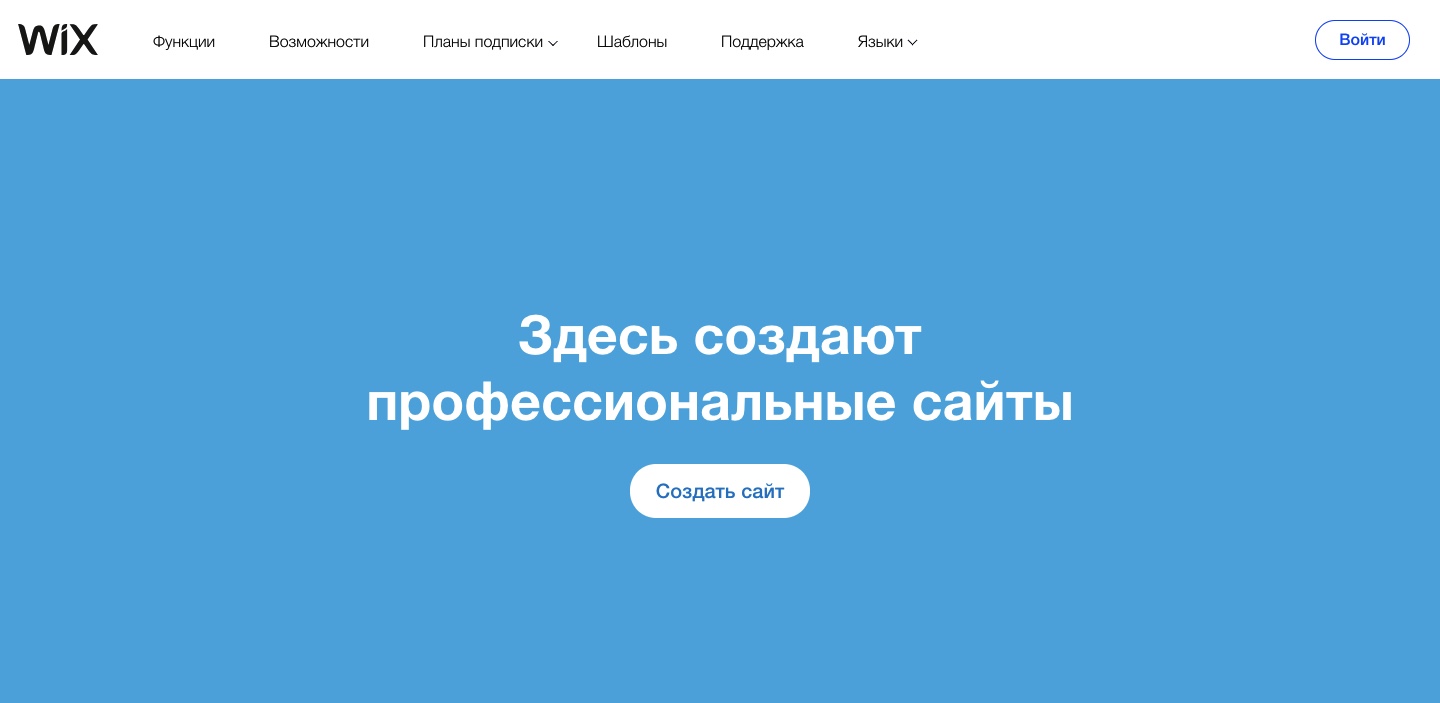 WiX
Функции
Возможности
Планы подписки
Шаблоны
Поддержка
Языки
Войти
Здесь создают
профессиональные сайты
Создать сайт